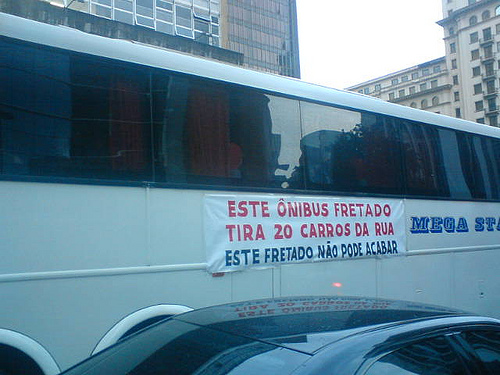 ESTE ÔNIBUS FRETADO
TIRA 20 CARROS DA RUA
ESTE FRETADO NÃO PODE ACABAR
MEGA